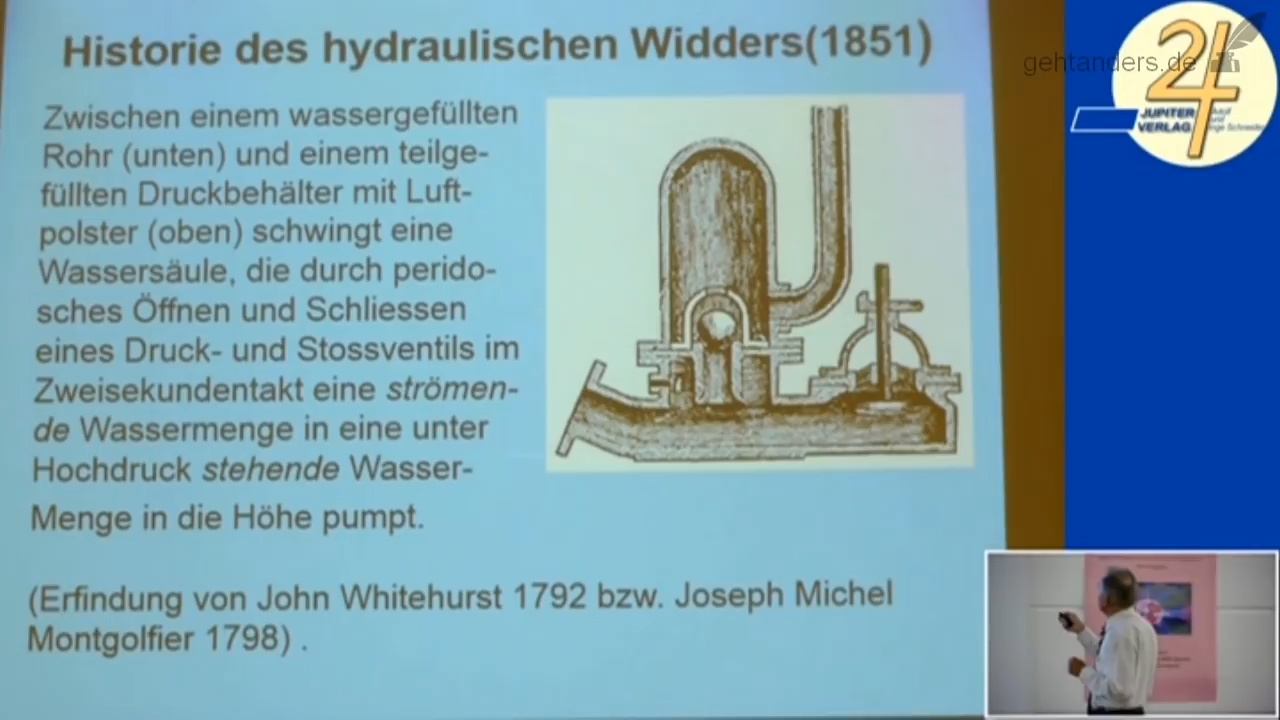 Historie des hydraulischen Widders(1851)
Zwischen einem wassergefüllten
Rohr (unten) und einem teilge-
füllten Druckbehälter mit Luft-
polster (oben) schwingt eine
Wassersäule, die durch perido-
sches Öffnen und Schliessen
eines Druck- und Stossventils im
Zweisekundentakt eine strömen-
de Wassermenge in eine unter
Hochdruck stehende Wasser-
Menge in die Höhe pumpt.
(Erfindung von John Whitehurst 1792 bzw. Joseph Michel
Montgolfier 1798) .
gehtanders.de
JUPITER
VERLAG
und
Inge Schneider